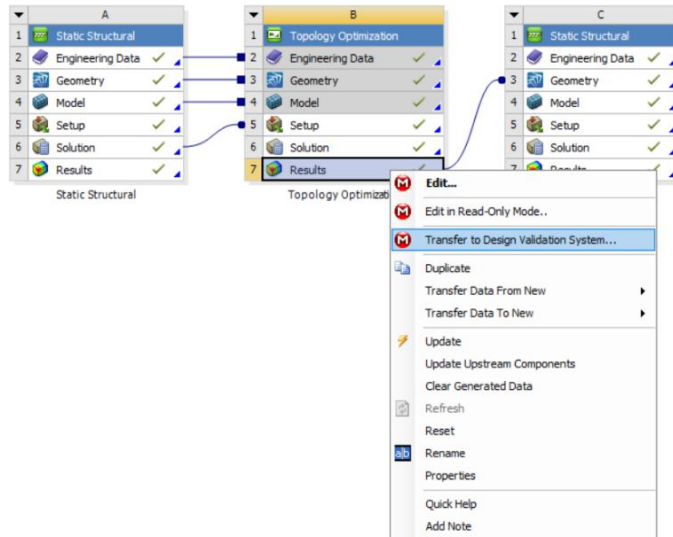 A
1 Static Structural
2 Engineering Data
3 Geometry
4 Model
5 Setup
6 Solution
7 Results
Static Structural
B
1 Topology Optimization
2 Engineering Data
3 Geometry
4 Model
5 Setup
6 Solution
7 Results
Topology Optimizati
C
1 Static Structural
2 Engineering Data
3 Geometry
4 Model
5 Setup
6 Solution
7 Results
Edit...
Edit in Read-Only Mode..
Transfer to Design Validation System...
Duplicate
Transfer Data From New
Transfer Data To New
Update
Update Upstream Components
Clear Generated Data
Refresh
Reset
a|b Rename
Properties
Quick Help
Add Note